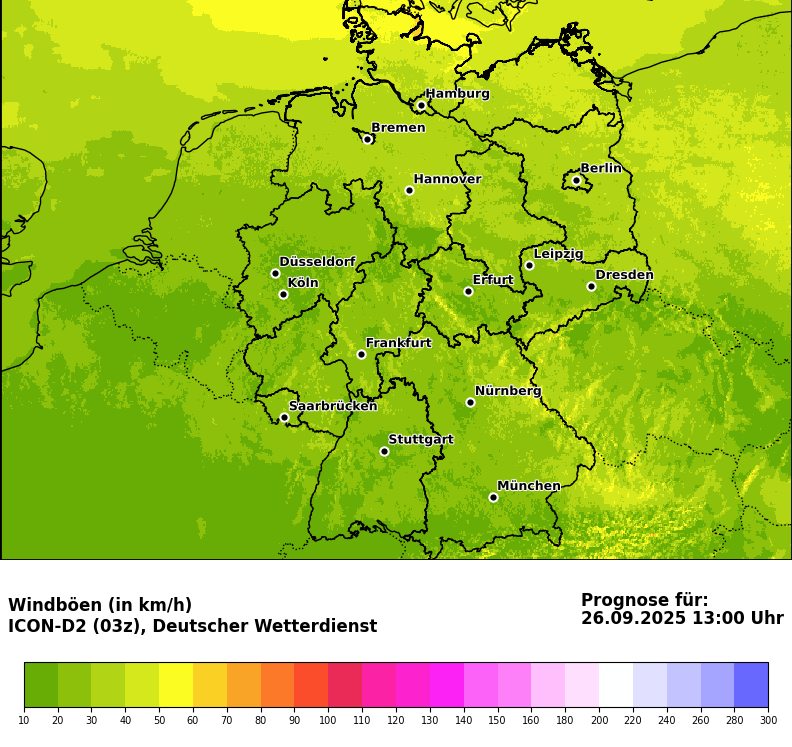 Hamburg
Bremen
Berlin
Hannover
Leipzig
Düsseldorf
Dresden
Köln
Erfurt
Frankfurt
Nürnberg
Saarbrücken
Stuttgart
München
Windböen (in km/h)
ICON-D2 (03z), Deutscher Wetterdienst
Prognose für:
26.09.2025 13:00 Uhr
10 20 30 40 50 60 70 80 90 100 110 120 130 140 150 160 180 200 220 240 260 280 300